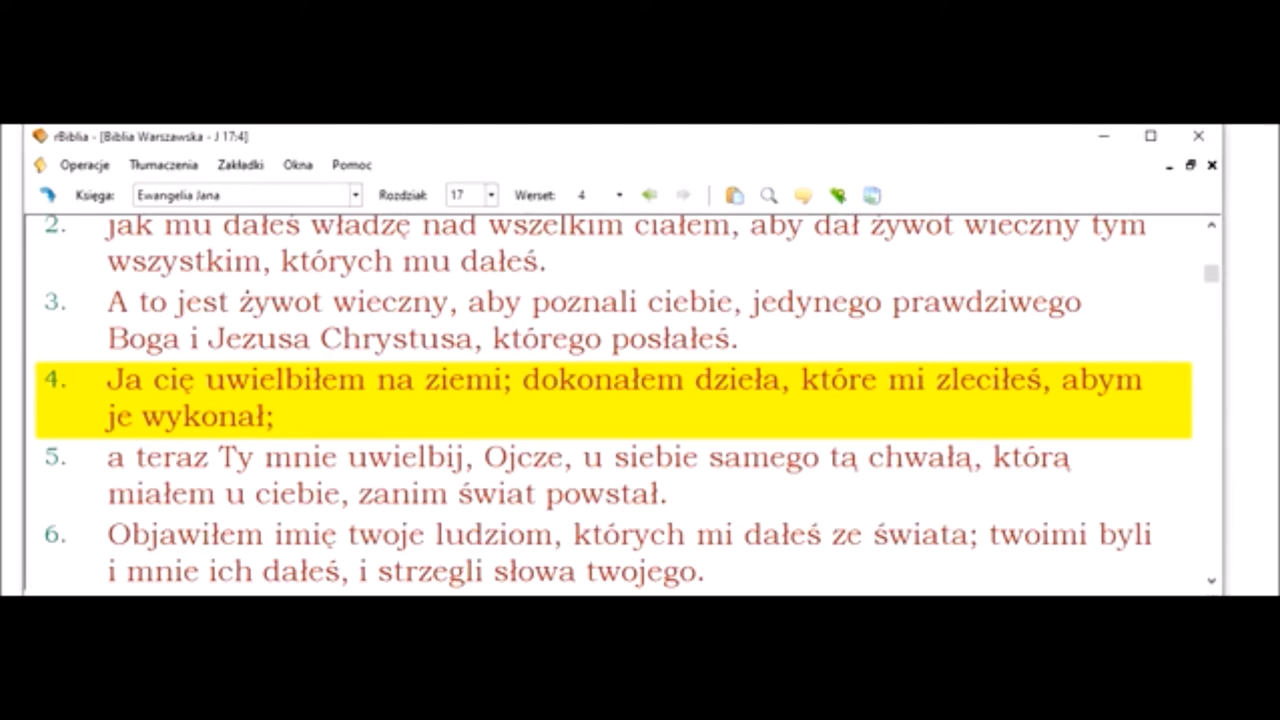 rBiblia - [Biblia Warszawska - J 17:4]
Operacje Tłumaczenia Zakładki Okna Pomoc
Księga: Ewangelia Jana Rozdział: 17 Werset: 4
2. jak mu dałeś władzę nad wszelkim ciałem, aby dał żywot wieczny tym
wszystkim, których mu dałeś.
3. A to jest żywot wieczny, aby poznali ciebie, jedynego prawdziwego
Boga i Jezusa Chrystusa, którego posłałeś.
4. Ja cię uwielbiłem na ziemi; dokonałem dzieła, które mi zleciłeś, abym
je wykonał;
5. a teraz Ty mnie uwielbij, Ojcze, u siebie samego tą chwałą, którą
miałem u ciebie, zanim świat powstał.
6. Objawiłem imię twoje ludziom, których mi dałeś ze świata; twoimi byli
i mnie ich dałeś, i strzegli słowa twojego.